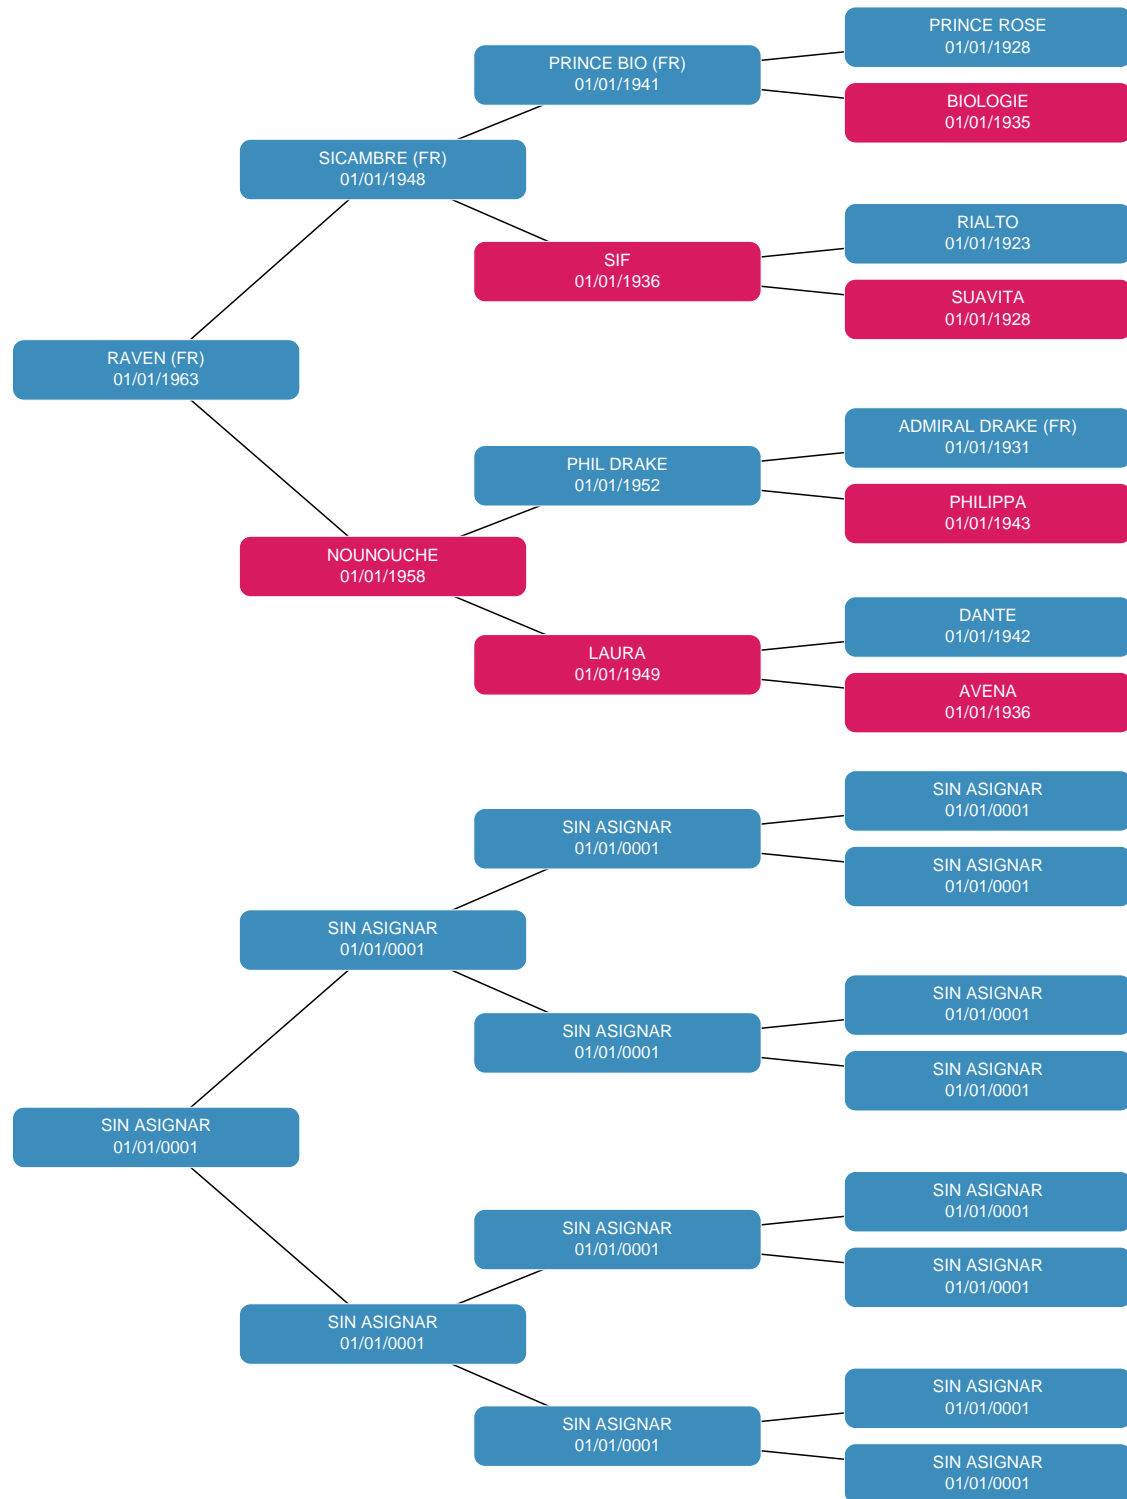 PRINCE ROSE
01/01/1928
PRINCE BIO (FR)
01/01/1941
BIOLOGIE
01/01/1935
SICAMBRE (FR)
01/01/1948
RIALTO
01/01/1923
SIF
01/01/1936
SUAVITA
01/01/1928
RAVEN (FR)
01/01/1963
ADMIRAL DRAKE (FR)
01/01/1931
PHIL DRAKE
01/01/1952
PHILIPPA
01/01/1943
NOUNOUCHE
01/01/1958
DANTE
01/01/1942
LAURA
01/01/1949
AVENA
01/01/1936
SIN ASIGNAR
01/01/0001
SIN ASIGNAR
01/01/0001
SIN ASIGNAR
01/01/0001
SIN ASIGNAR
01/01/0001
SIN ASIGNAR
01/01/0001
SIN ASIGNAR
01/01/0001
SIN ASIGNAR
01/01/0001
SIN ASIGNAR
01/01/0001
SIN ASIGNAR
01/01/0001
SIN ASIGNAR
01/01/0001
SIN ASIGNAR
01/01/0001
SIN ASIGNAR
01/01/0001
SIN ASIGNAR
01/01/0001
SIN ASIGNAR
01/01/0001
SIN ASIGNAR
01/01/0001